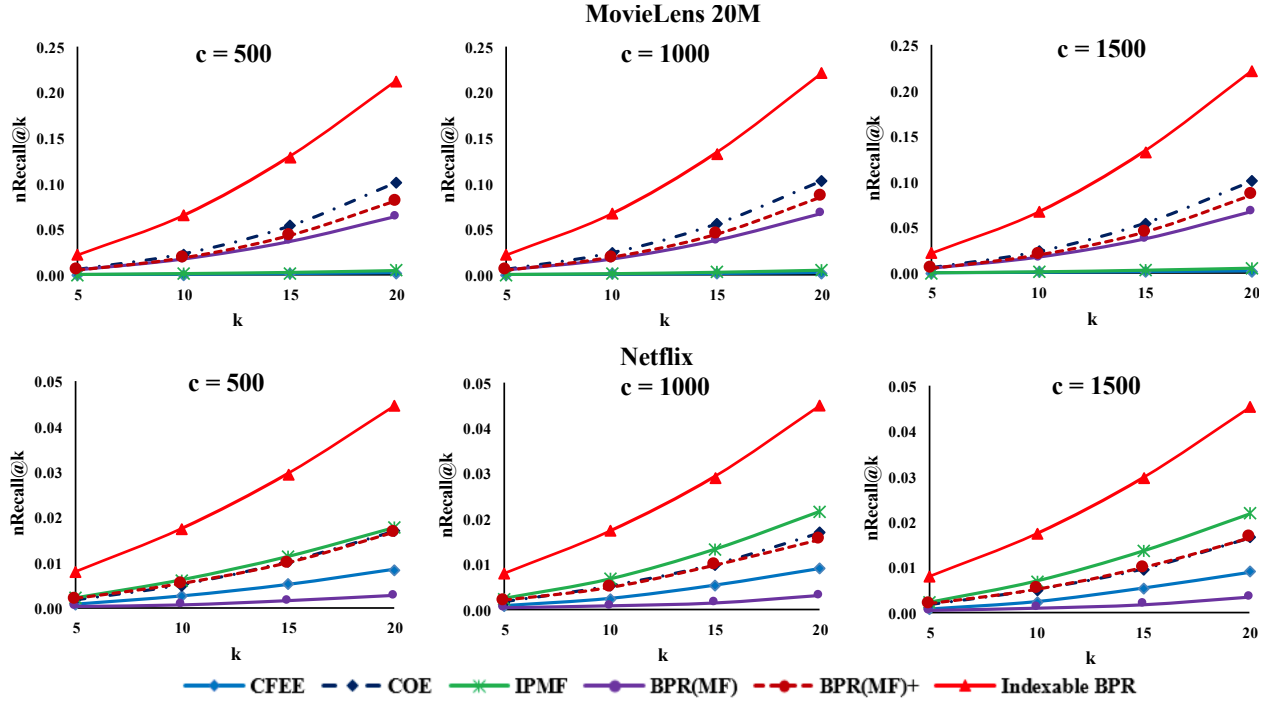 MovieLens 20M
c = 500
nRecall@k
0.25
0.20
0.15
0.10
0.05
0.00
5 10 15 20
k
c = 1000
nRecall@k
0.25
0.20
0.15
0.10
0.05
0.00
5 10 15 20
k
c = 1500
nRecall@k
0.25
0.20
0.15
0.10
0.05
0.00
5 10 15 20
k
Netflix
c = 500
nRecall@k
0.05
0.04
0.03
0.02
0.01
0.00
5 10 15 20
k
c = 1000
nRecall@k
0.05
0.04
0.03
0.02
0.01
0.00
5 10 15 20
k
c = 1500
nRecall@k
0.05
0.04
0.03
0.02
0.01
0.00
5 10 15 20
k
CFEE COE IPMF BPR(MF) BPR(MF)+ Indexable BPR